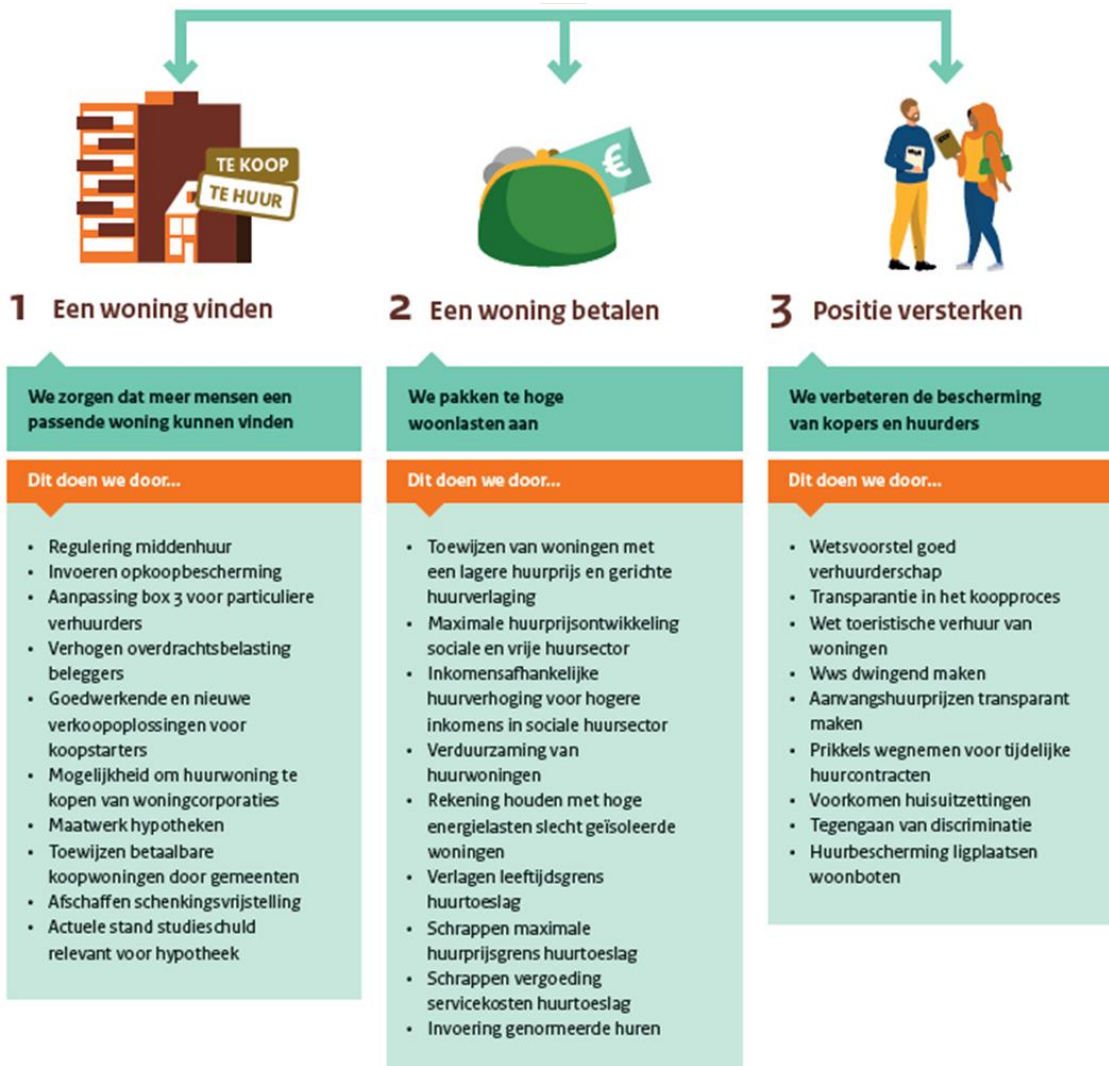 TE KOOP
TE HUUR
€
1 Een woning vinden
We zorgen dat meer mensen een
passende woning kunnen vinden
Dit doen we door...
• Regulering middenhuur
• Invoeren opkoopbescherming
• Aanpassing box 3 voor particuliere
verhuurders
• Verhogen overdrachtsbelasting
beleggers
• Goedwerkende en nieuwe
verkoopoplossingen voor
koopstarters
• Mogelijkheid om huurwoning te
kopen van woningcorporaties
• Maatwerk hypotheken
• Toewijzen betaalbare
koopwoningen door gemeenten
• Afschaffen schenkingsvrijstelling
• Actuele stand studieschuld
relevant voor hypotheek
2 Een woning betalen
We pakken te hoge
woonlasten aan
Dit doen we door...
• Toewijzen van woningen met
een lagere huurprijs en gerichte
huurverlaging
• Maximale huurprijsontwikkeling
sociale en vrije huursector
• Inkomensafhankelijke
huurverhoging voor hogere
inkomens in sociale huursector
• Verduurzaming van
huurwoningen
• Rekening houden met hoge
energielasten slecht geïsoleerde
woningen
• Verlagen leeftijdsgrens
huurtoeslag
• Schrappen maximale
huurprijsgrens huurtoeslag
• Schrappen vergoeding
servicekosten huurtoeslag
• Invoering genormeerde huren
3 Positie versterken
We verbeteren de bescherming
van kopers en huurders
Dit doen we door...
• Wetsvoorstel goed
verhuurderschap
• Transparantie in het koopproces
• Wet toeristische verhuur van
woningen
• Wws dwingend maken
• Aanvangshuurprijzen transparant
maken
• Prikkels wegnemen voor tijdelijke
huurcontracten
• Voorkomen huisuitzettingen
• Tegengaan van discriminatie
• Huurbescherming ligplaatsen
woonboten